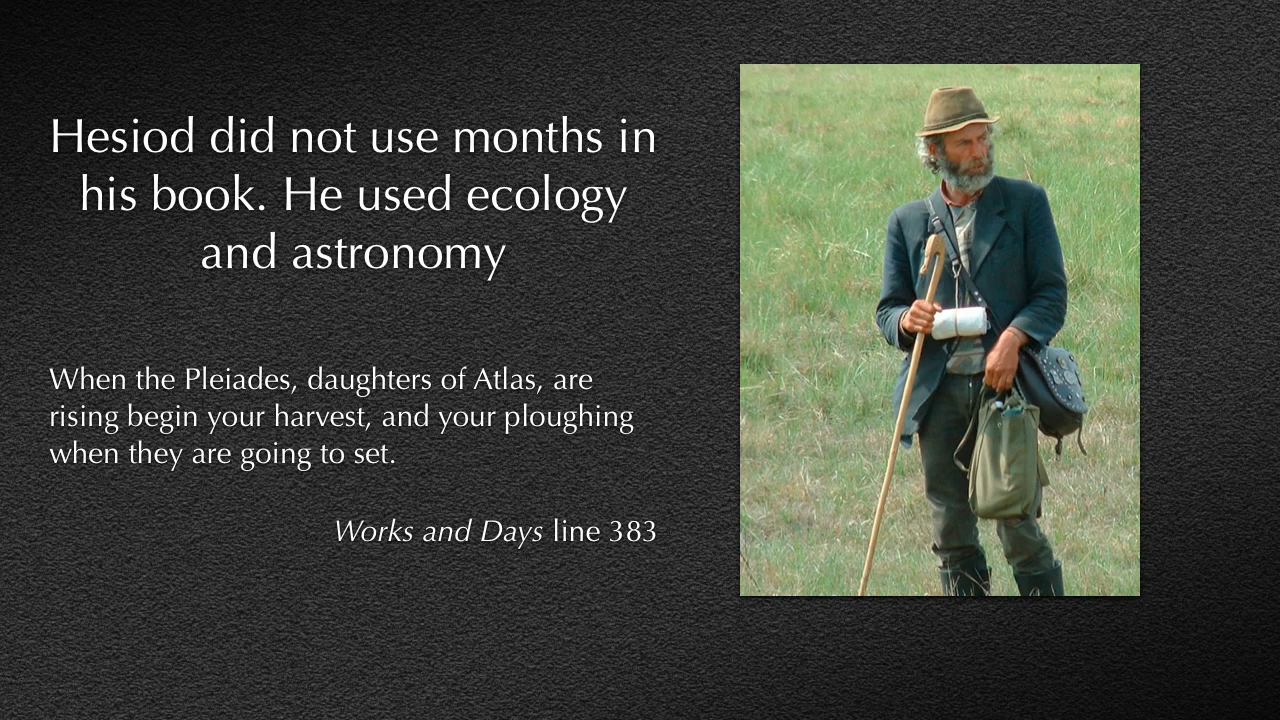 Hesiod did not use months in
his book. He used ecology
and astronomy
When the Pleiades, daughters of Atlas, are
rising begin your harvest, and your ploughing
when they are going to set.
Works and Days line 383